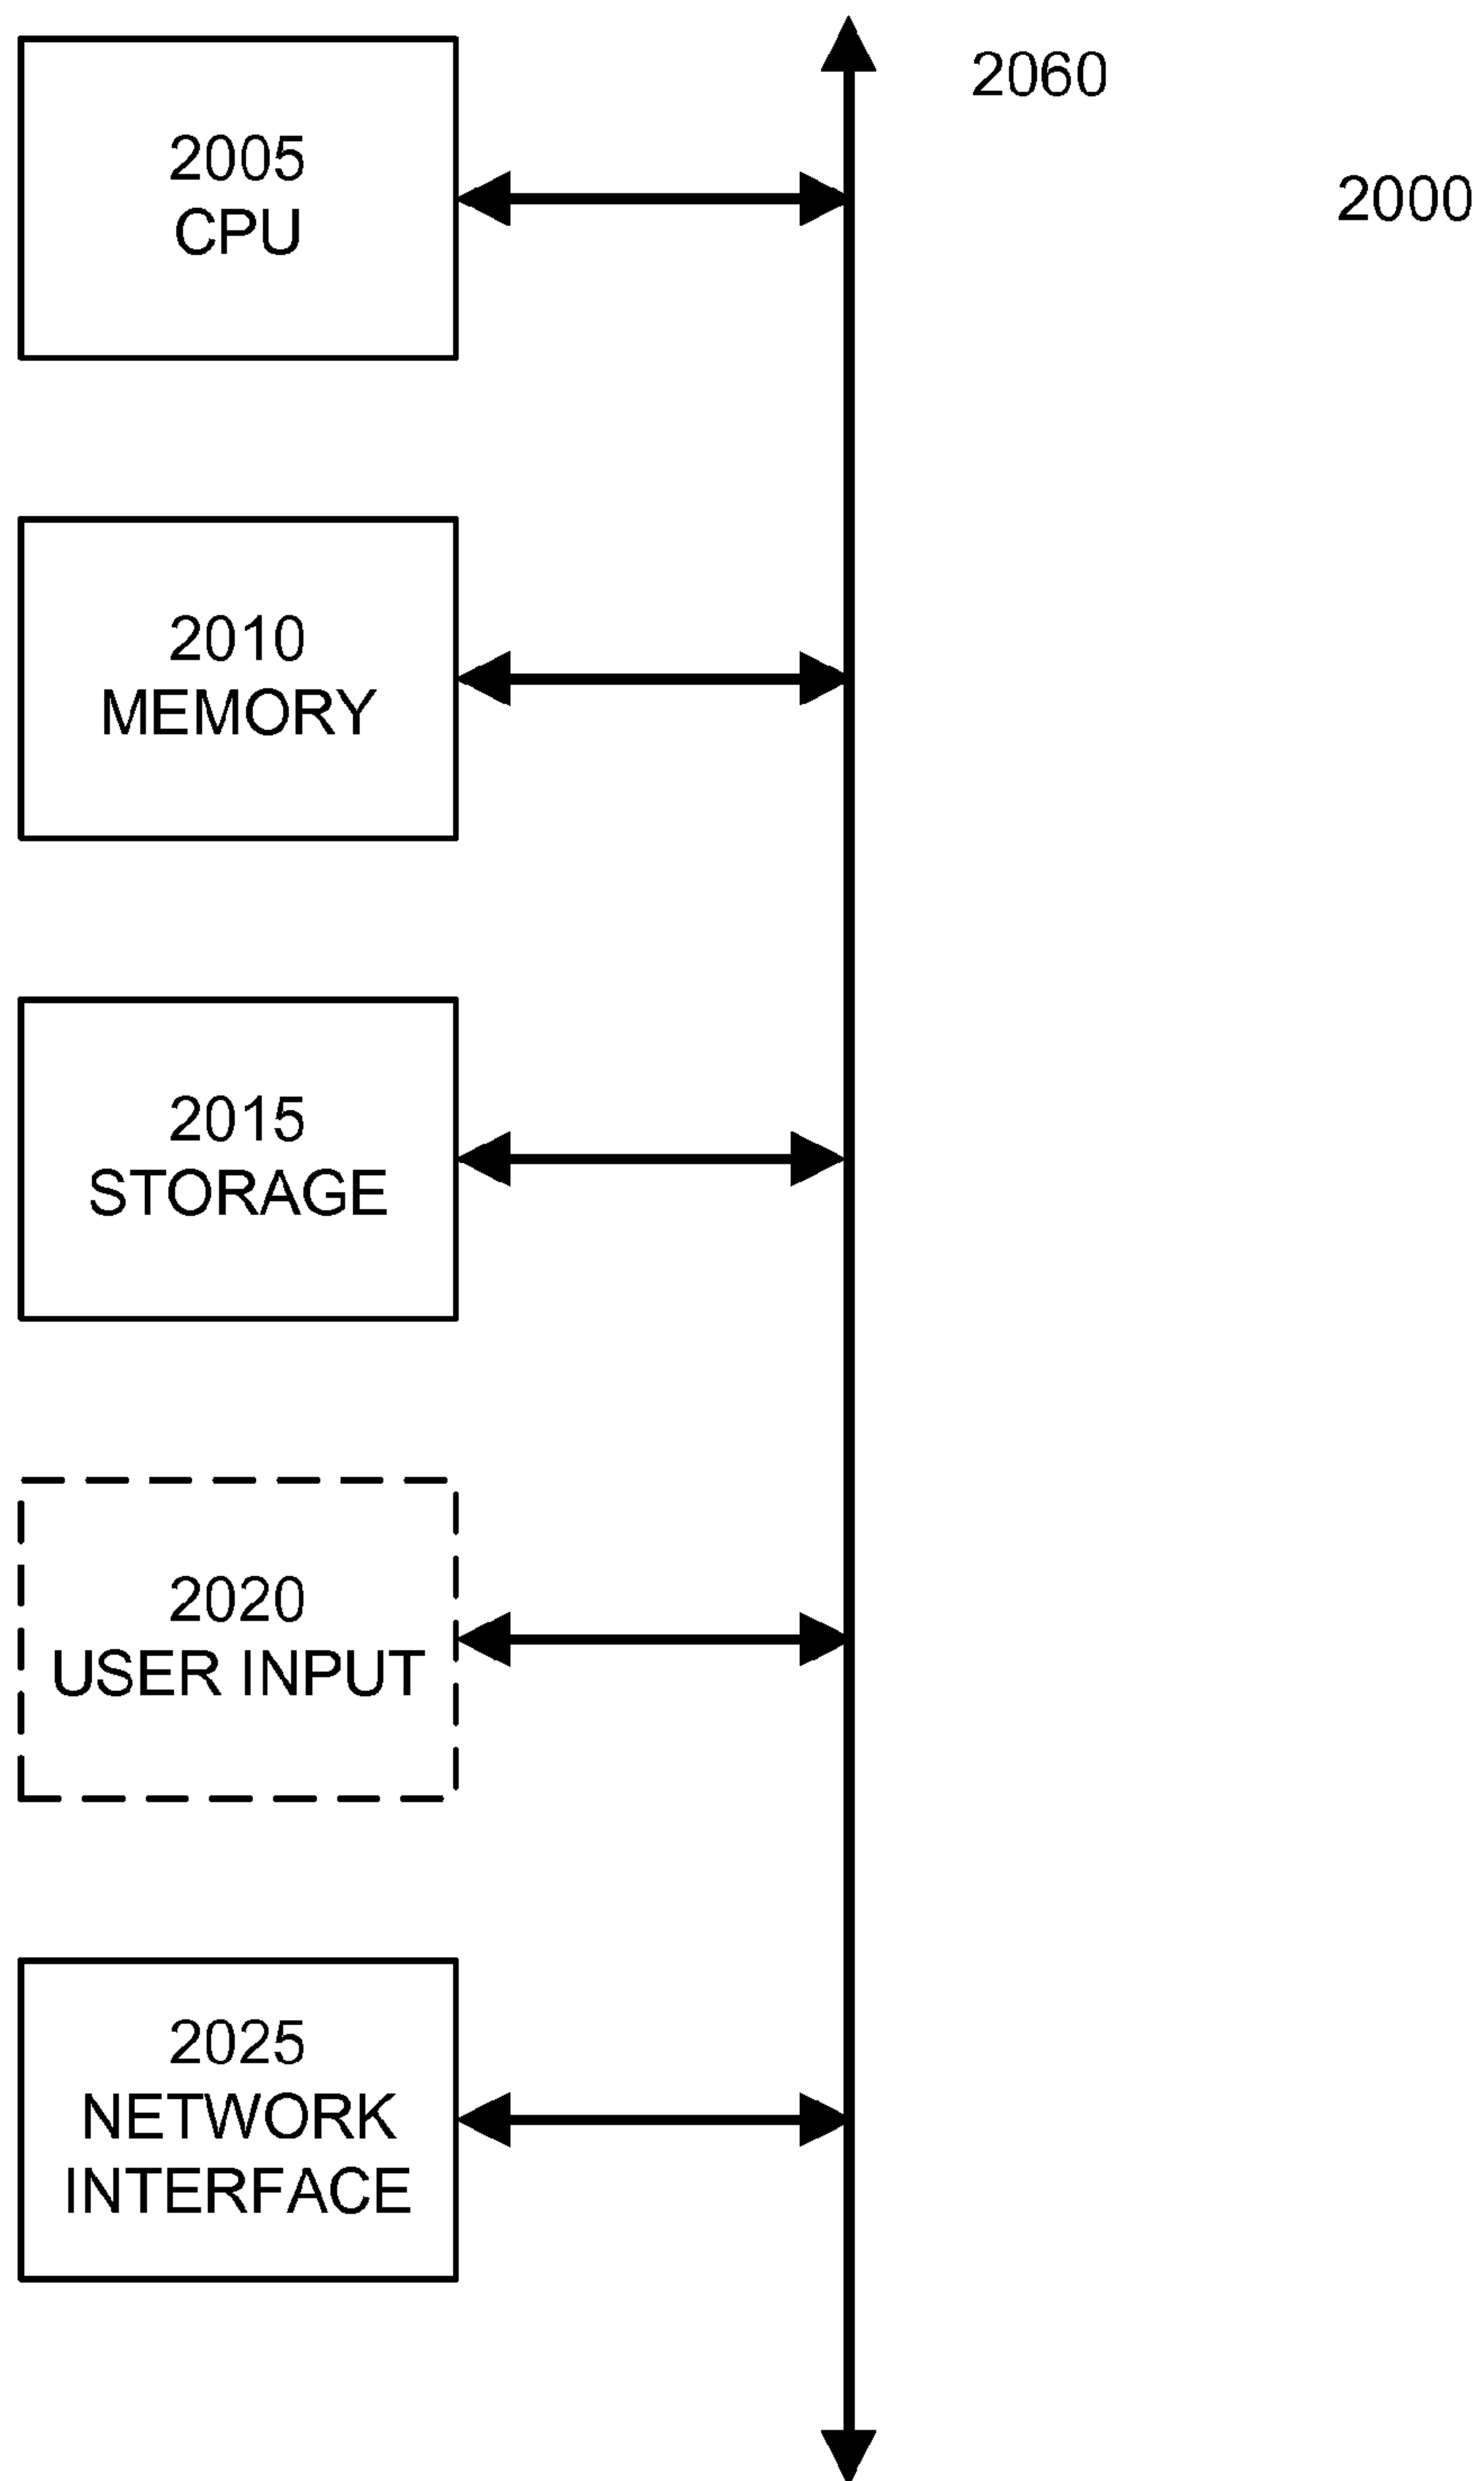 2060
2000
2005
CPU
2010
MEMORY
2015
STORAGE
2020
USER INPUT
2025
NETWORK
INTERFACE